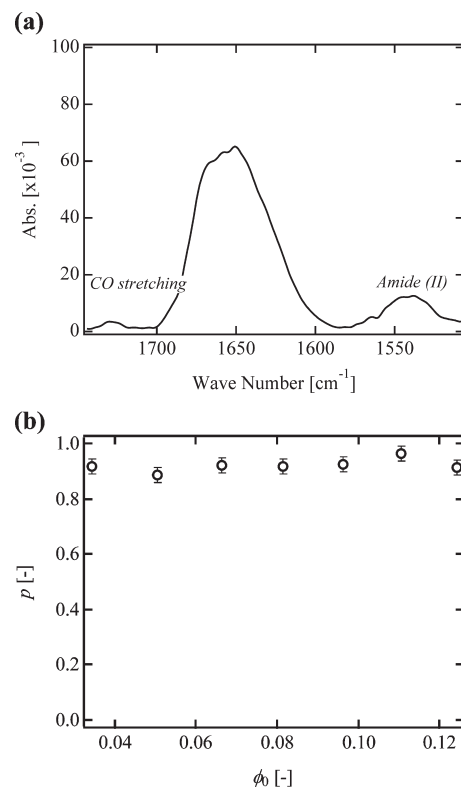 (a)
100
80
60
40
20
0
Abs. [x10⁻³]
CO stretching
Amide (II)
1700
1650
1600
1550
Wave Number [cm⁻¹]
(b)
1.0
0.8
0.6
0.4
0.2
0.0
p [-]
0.04
0.06
0.08
0.10
0.12
ϕ₀ [-]